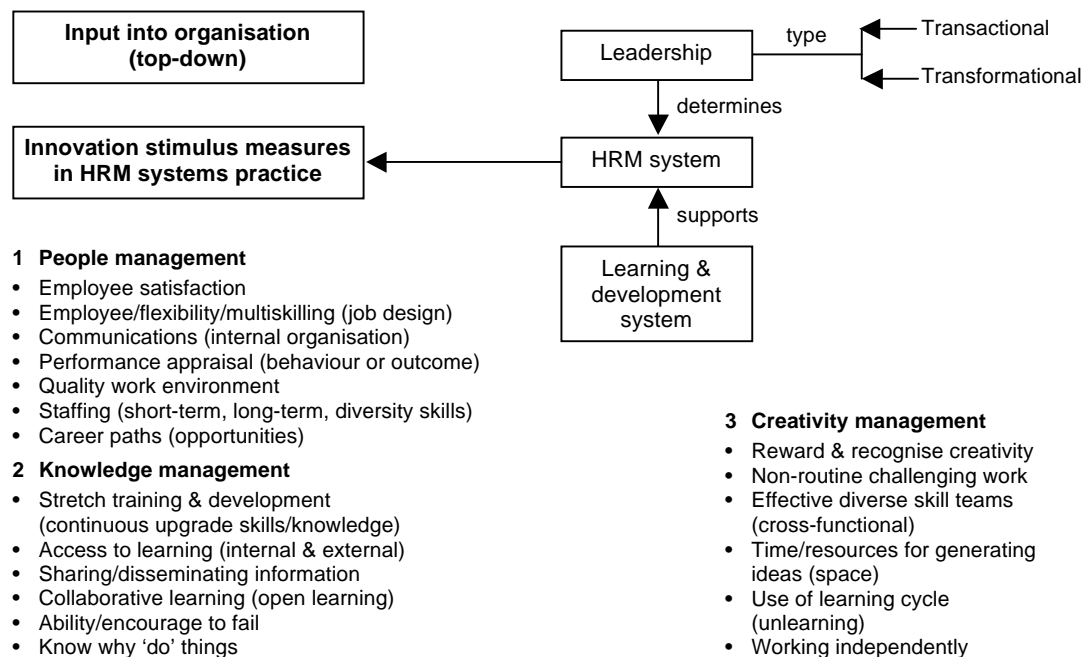 Input into organisation
(top-down)
Leadership
type
Transactional
Transformational
determines
Innovation stimulus measures
in HRM systems practice
HRM system
supports
Learning &
development
system
1 People management
• Employee satisfaction
• Employee/flexibility/multiskilling (job design)
• Communications (internal organisation)
• Performance appraisal (behaviour or outcome)
• Quality work environment
• Staffing (short-term, long-term, diversity skills)
• Career paths (opportunities)
2 Knowledge management
• Stretch training & development
(continuous upgrade skills/knowledge)
• Access to learning (internal & external)
• Sharing/disseminating information
• Collaborative learning (open learning)
• Ability/encourage to fail
• Know why ‘do’ things
3 Creativity management
• Reward & recognise creativity
• Non-routine challenging work
• Effective diverse skill teams
(cross-functional)
• Time/resources for generating
ideas (space)
• Use of learning cycle
(unlearning)
• Working independently